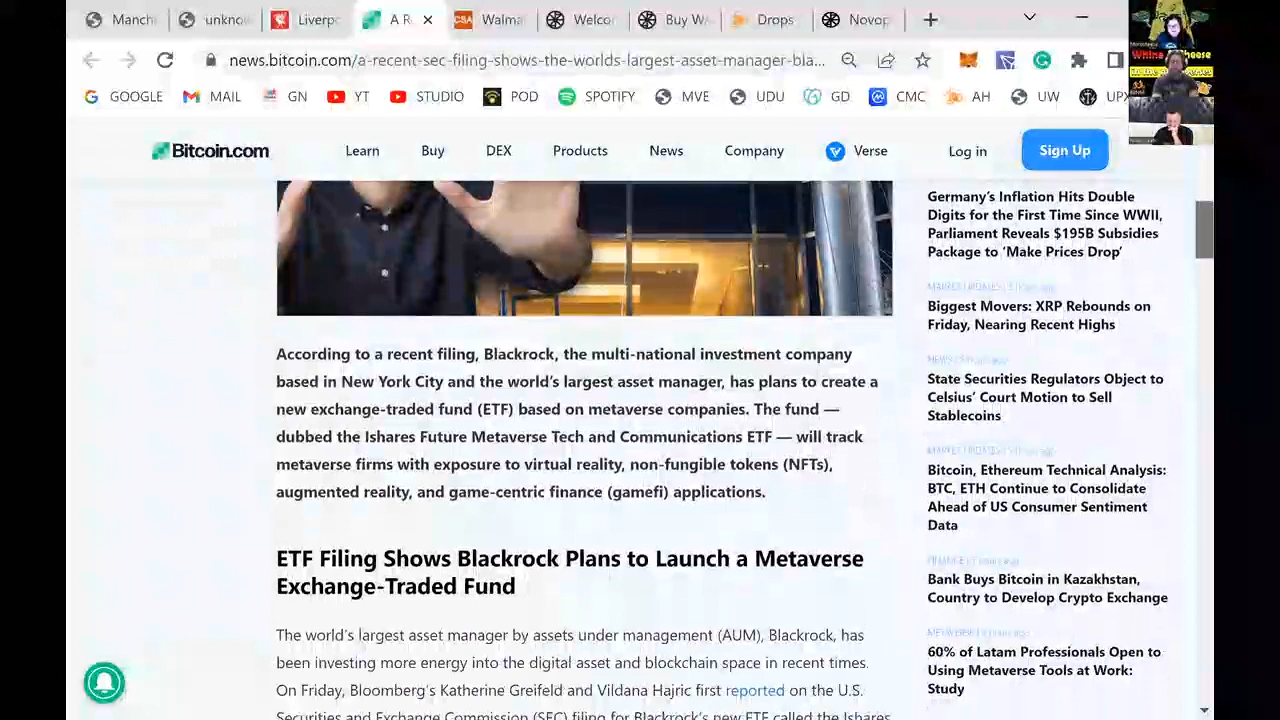 Manch
unknow
Liverpo
A R
Walma
Welco
Buy W
Drops
Novop
news.bitcoin.com/a-recent-sec-filing-shows-the-worlds-largest-asset-manager-bla...
GOOGLE
MAIL
GN
YT
STUDIO
SPOTIFY
MVE
UDU
GD
CMC
AH
UW
UPX
Bitcoin.com
Learn
Buy
DEX
Products
News
Company
Verse
Log in
Sign Up
According to a recent filing, Blackrock, the multi-national investment company
based in New York City and the world's largest asset manager, has plans to create a
new exchange-traded fund (ETF) based on metaverse companies. The fund —
dubbed the Ishares Future Metaverse Tech and Communications ETF — will track
metaverse firms with exposure to virtual reality, non-fungible tokens (NFTs),
augmented reality, and game-centric finance (gamefi) applications.
ETF Filing Shows Blackrock Plans to Launch a Metaverse
Exchange-Traded Fund
The world's largest asset manager by assets under management (AUM), Blackrock, has
been investing more energy into the digital asset and blockchain space in recent times.
On Friday, Bloomberg's Katherine Greifeld and Vildana Hajric first reported on the U.S.
Securities and Exchange Commission (SEC) filing for Blackrock's new ETF called the Ishares
Germany's Inflation Hits Double
Digits for the First Time Since WWII,
Parliament Reveals $195B Subsidies
Package to 'Make Prices Drop'
Biggest Movers: XRP Rebounds on
Friday, Nearing Recent Highs
State Securities Regulators Object to
Celsius' Court Motion to Sell
Stablecoins
Bitcoin, Ethereum Technical Analysis:
BTC, ETH Continue to Consolidate
Ahead of US Consumer Sentiment
Data
Bank Buys Bitcoin in Kazakhstan,
Country to Develop Crypto Exchange
60% of Latam Professionals Open to
Using Metaverse Tools at Work:
Study